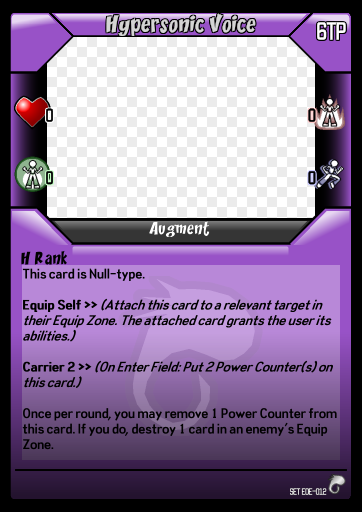 Hypersonic Voice
6TP
0
0
0
0
Augment
H Rank
This card is Null-type.
Equip Self >> (Attach this card to a relevant target in
their Equip Zone. The attached card grants the user its
abilities.)
Carrier 2 >> (On Enter Field: Put 2 Power Counter(s) on
this card.)
Once per round, you may remove 1 Power Counter from
this card. If you do, destroy 1 card in an enemy's Equip
Zone.
SET EOE-012